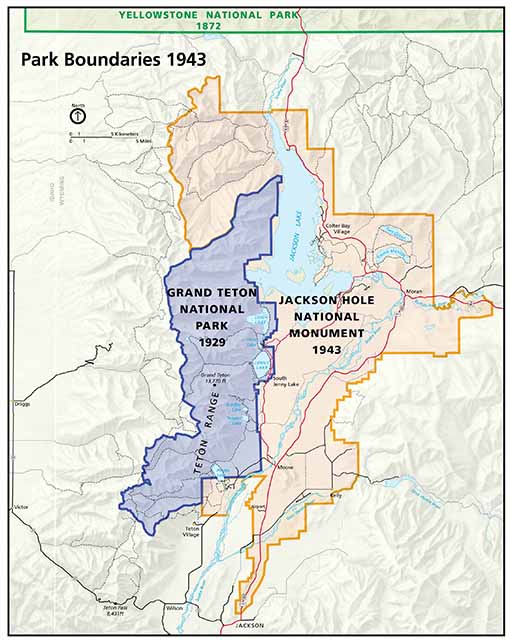 YELLOWSTONE NATIONAL PARK
1872
Park Boundaries 1943
North
0 1 5 Kilometers
0 1 5 Miles
IDAHO
WYOMING
JACKSON LAKE
Colter Bay
Village
Moran
GRAND TETON
NATIONAL
PARK
1929
JACKSON HOLE
NATIONAL
MONUMENT
1943
Grand Teton
13,770 ft
South
Jenny Lake
TETON RANGE
Driggs
Victor
Moose
Kelly
Airport
Teton
Village
Snake River
Teton Pass
8,431 ft
Wilson
JACKSON